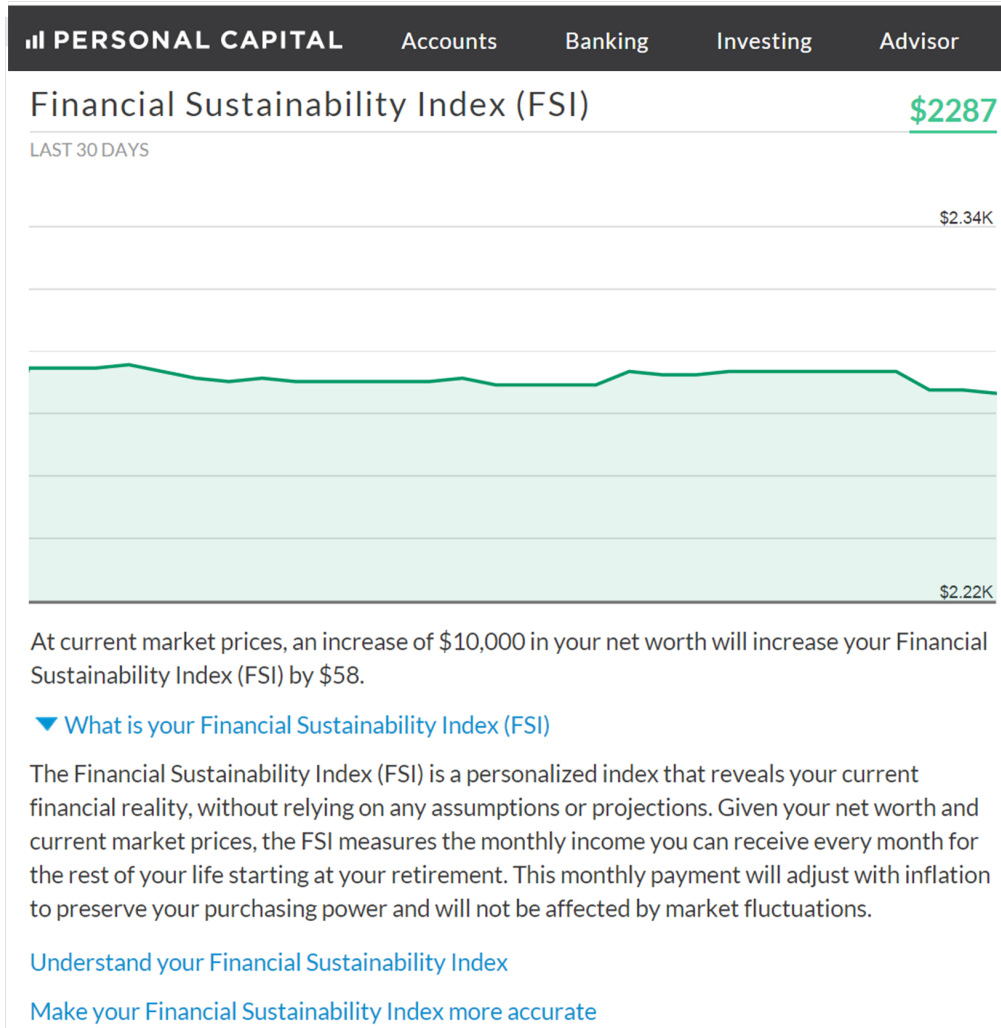 PERSONAL CAPITAL Accounts Banking Investing Advisor
Financial Sustainability Index (FSI) $2287
LAST 30 DAYS
$2.34K
$2.22K
At current market prices, an increase of $10,000 in your net worth will increase your Financial
Sustainability Index (FSI) by $58.
What is your Financial Sustainability Index (FSI)
The Financial Sustainability Index (FSI) is a personalized index that reveals your current
financial reality, without relying on any assumptions or projections. Given your net worth and
current market prices, the FSI measures the monthly income you can receive every month for
the rest of your life starting at your retirement. This monthly payment will adjust with inflation
to preserve your purchasing power and will not be affected by market fluctuations.
Understand your Financial Sustainability Index
Make your Financial Sustainability Index more accurate